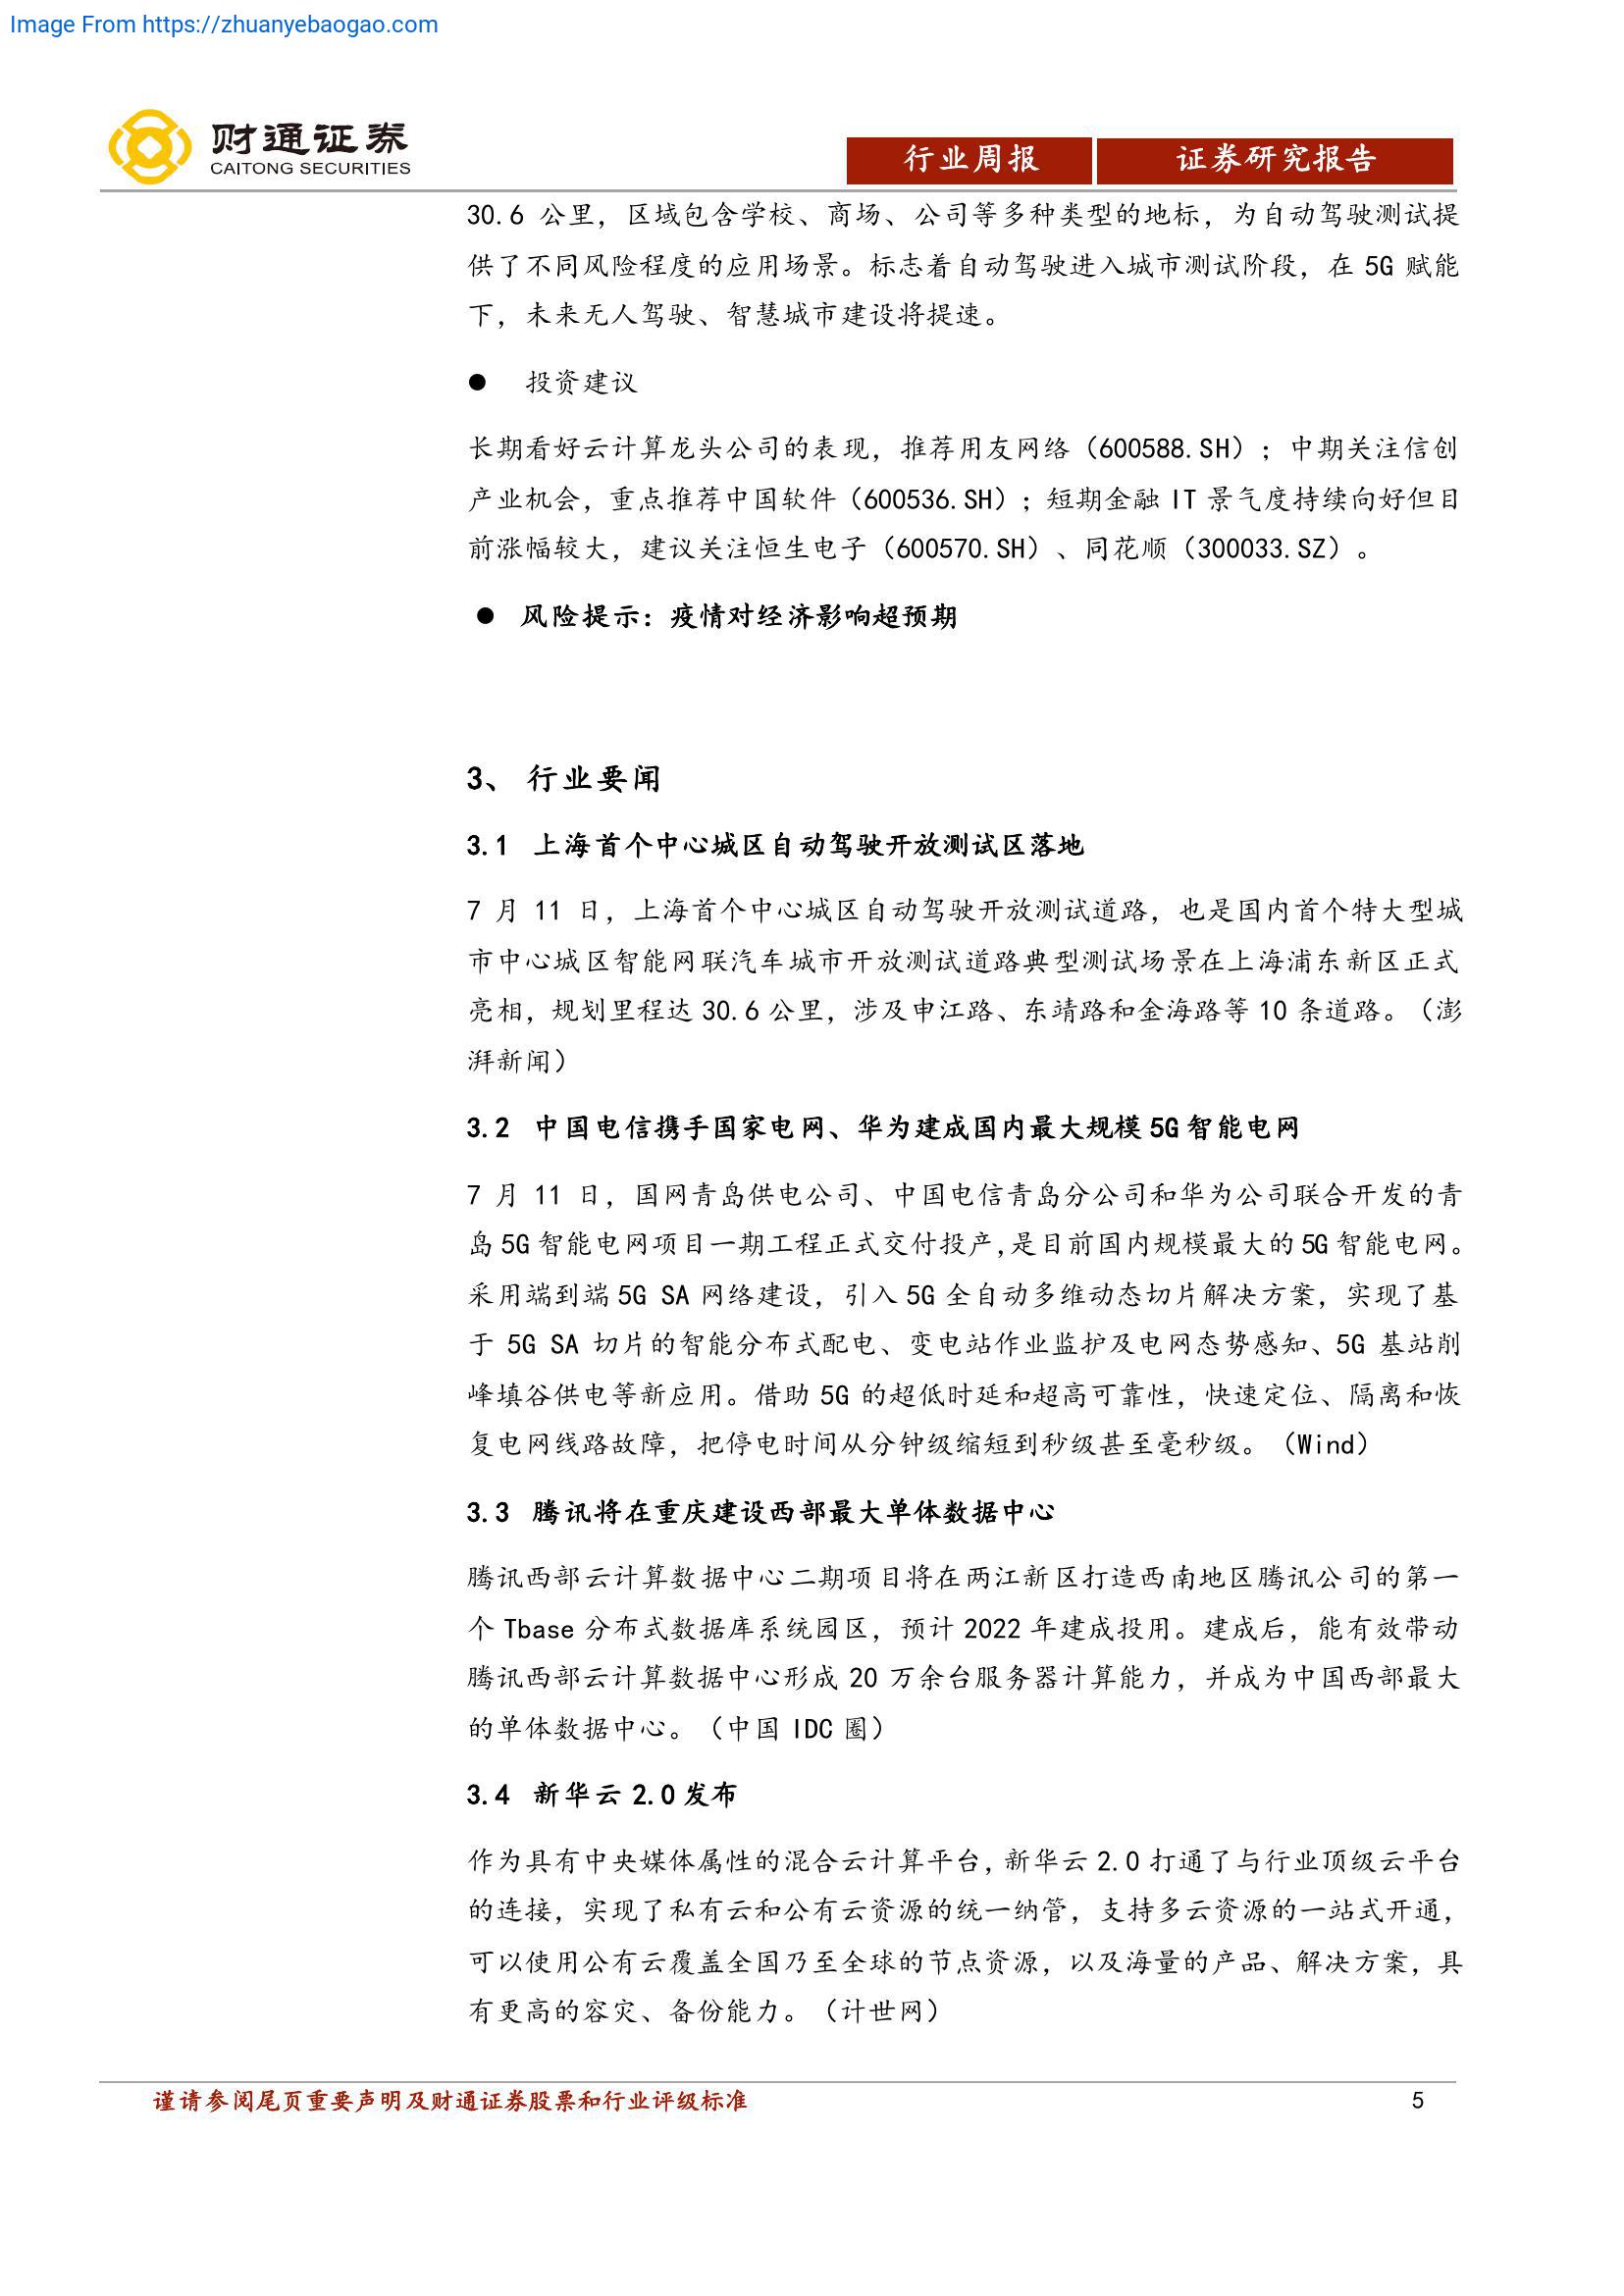 Image From https://zhuanyebaogao.com
财通证券
CAITONG SECURITIES
行业周报
证券研究报告
30.6 公里，区域包含学校、商场、公司等多种类型的地标，为自动驾驶测试提
供了不同风险程度的应用场景。标志着自动驾驶进入城市测试阶段，在 5G 赋能
下，未来无人驾驶、智慧城市建设将提速。
● 投资建议
长期看好云计算龙头公司的表现，推荐用友网络（600588.SH）；中期关注信创
产业机会，重点推荐中国软件（600536.SH）；短期金融 IT 景气度持续向好但目
前涨幅较大，建议关注恒生电子（600570.SH）、同花顺（300033.SZ）。
● 风险提示：疫情对经济影响超预期
3、 行业要闻
3.1 上海首个中心城区自动驾驶开放测试区落地
7 月 11 日，上海首个中心城区自动驾驶开放测试道路，也是国内首个特大型城
市中心城区智能网联汽车城市开放测试道路典型测试场景在上海浦东新区正式
亮相，规划里程达 30.6 公里，涉及申江路、东靖路和金海路等 10 条道路。（澎
湃新闻）
3.2 中国电信携手国家电网、华为建成国内最大规模 5G 智能电网
7 月 11 日，国网青岛供电公司、中国电信青岛分公司和华为公司联合开发的青
岛 5G 智能电网项目一期工程正式交付投产,是目前国内规模最大的 5G 智能电网。
采用端到端 5G SA 网络建设，引入 5G 全自动多维动态切片解决方案，实现了基
于 5G SA 切片的智能分布式配电、变电站作业监护及电网态势感知、5G 基站削
峰填谷供电等新应用。借助 5G 的超低时延和超高可靠性，快速定位、隔离和恢
复电网线路故障，把停电时间从分钟级缩短到秒级甚至毫秒级。（Wind）
3.3 腾讯将在重庆建设西部最大单体数据中心
腾讯西部云计算数据中心二期项目将在两江新区打造西南地区腾讯公司的第一
个 Tbase 分布式数据库系统园区，预计 2022 年建成投用。建成后，能有效带动
腾讯西部云计算数据中心形成 20 万余台服务器计算能力，并成为中国西部最大
的单体数据中心。（中国 IDC 圈）
3.4 新华云 2.0 发布
作为具有中央媒体属性的混合云计算平台,新华云 2.0 打通了与行业顶级云平台
的连接，实现了私有云和公有云资源的统一纳管，支持多云资源的一站式开通，
可以使用公有云覆盖全国乃至全球的节点资源，以及海量的产品、解决方案，具
有更高的容灾、备份能力。（计世网）
谨请参阅尾页重要声明及财通证券股票和行业评级标准
5